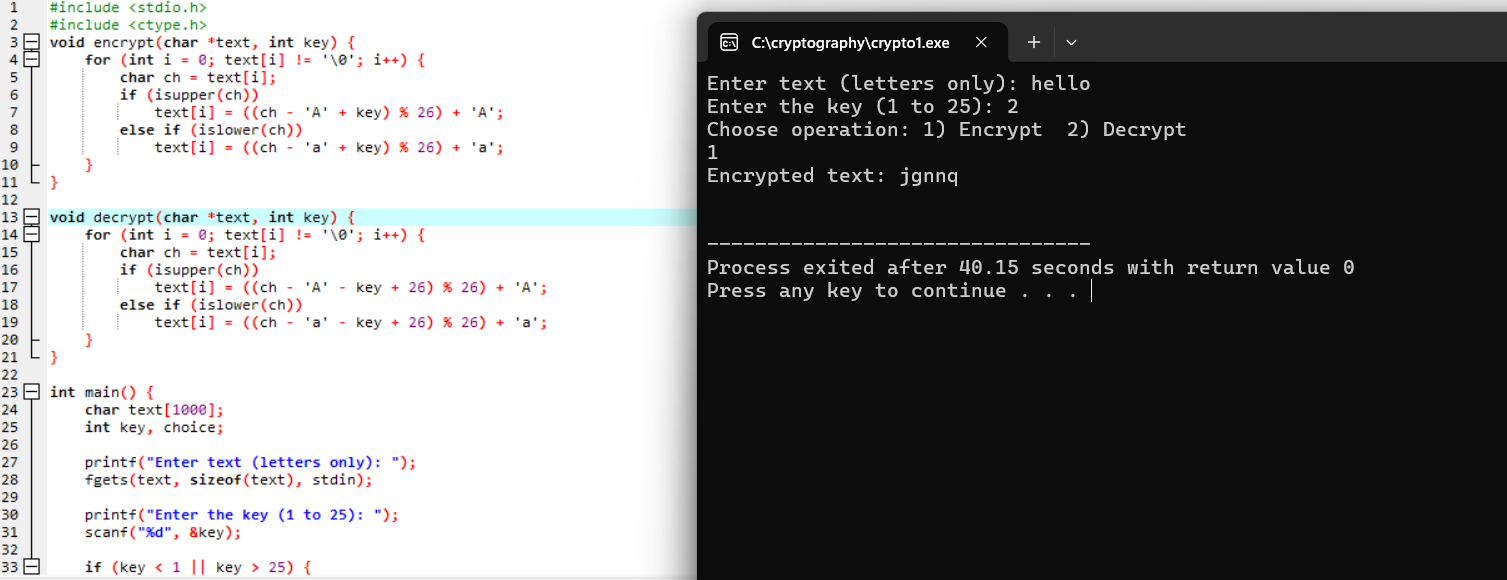 1 #include <stdio.h>
2 #include <ctype.h>
3 void encrypt(char *text, int key) {
4     for (int i = 0; text[i] != '\0'; i++) {
5         char ch = text[i];
6         if (isupper(ch))
7             text[i] = ((ch - 'A' + key) % 26) + 'A';
8         else if (islower(ch))
9             text[i] = ((ch - 'a' + key) % 26) + 'a';
10     }
11 }
12
13 void decrypt(char *text, int key) {
14     for (int i = 0; text[i] != '\0'; i++) {
15         char ch = text[i];
16         if (isupper(ch))
17             text[i] = ((ch - 'A' - key + 26) % 26) + 'A';
18         else if (islower(ch))
19             text[i] = ((ch - 'a' - key + 26) % 26) + 'a';
20     }
21 }
22
23 int main() {
24     char text[1000];
25     int key, choice;
26
27     printf("Enter text (letters only): ");
28     fgets(text, sizeof(text), stdin);
29
30     printf("Enter the key (1 to 25): ");
31     scanf("%d", &key);
32
33     if (key < 1 || key > 25) {
C:\cryptography\crypto1.exe
Enter text (letters only): hello
Enter the key (1 to 25): 2
Choose operation: 1) Encrypt  2) Decrypt
1
Encrypted text: jgnnq
--------------------------------
Process exited after 40.15 seconds with return value 0
Press any key to continue . . .